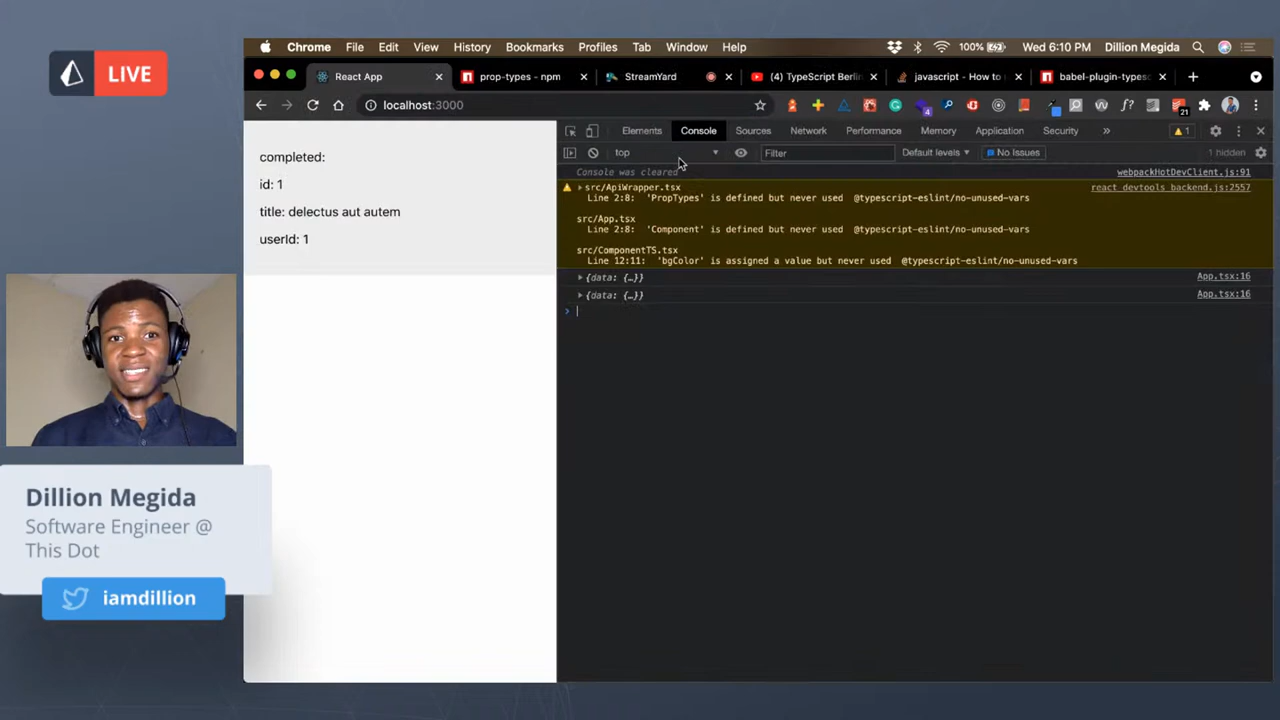 LIVE
Chrome File Edit View History Bookmarks Profiles Tab Window Help
100% Wed 6:10 PM Dillion Megida
React App
prop-types - npm
StreamYard
(4) TypeScript Berlin
javascript - How to
babel-plugin-types
localhost:3000
4
21
Elements Console Sources Network Performance Memory Application Security
1
top
Filter
Default levels
No Issues
1 hidden
completed:
id: 1
title: delectus aut autem
userId: 1
Console was cleared webpackHotDevClient.js:91
src/ApiWrapper.tsx react_devtools_backend.js:2557
Line 2:8: 'PropTypes' is defined but never used @typescript-eslint/no-unused-vars
src/App.tsx
Line 2:8: 'Component' is defined but never used @typescript-eslint/no-unused-vars
src/ComponentTS.tsx
Line 12:11: 'bgColor' is assigned a value but never used @typescript-eslint/no-unused-vars
{data: {…}} App.tsx:16
{data: {…}} App.tsx:16
Dillion Megida
Software Engineer @
This Dot
iamdillion